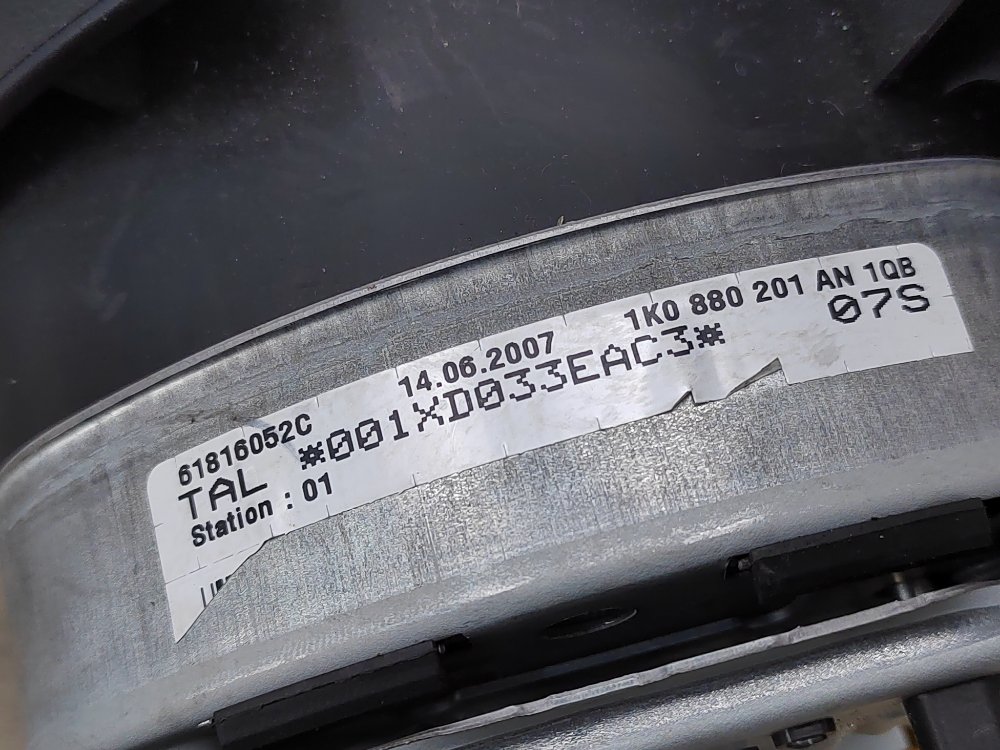 61816052C 14.06.2007 1K0 880 201 AN 1QB
TAL *001XD033EAC3* 07S
Station : 01